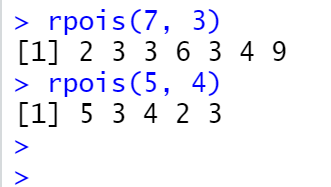 > rpois(7, 3)
[1] 2 3 3 6 3 4 9
> rpois(5, 4)
[1] 5 3 4 2 3
>
>